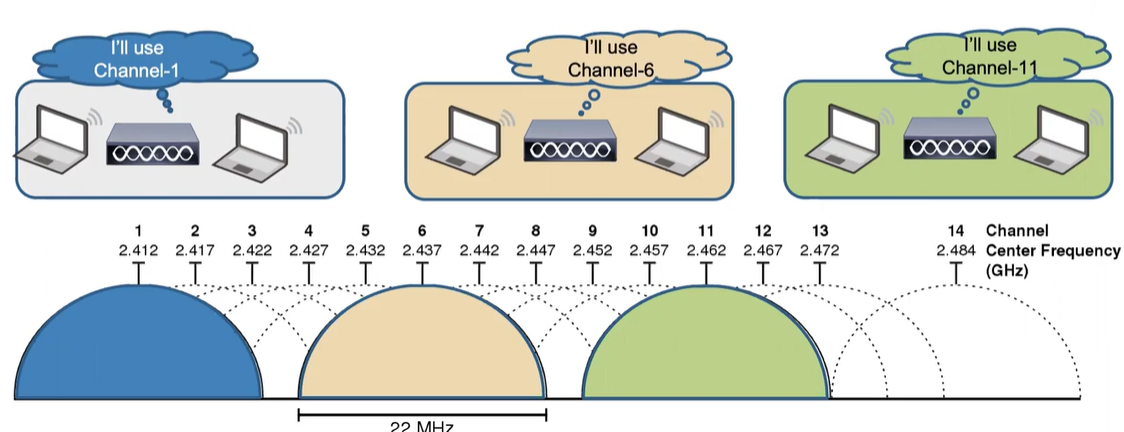 I'll use
Channel-1
I'll use
Channel-6
I'll use
Channel-11
1 2 3 4 5 6 7 8 9 10 11 12 13 14 Channel
2.412 2.417 2.422 2.427 2.432 2.437 2.442 2.447 2.452 2.457 2.462 2.467 2.472 2.484 Center Frequency
(GHz)
22 MHz